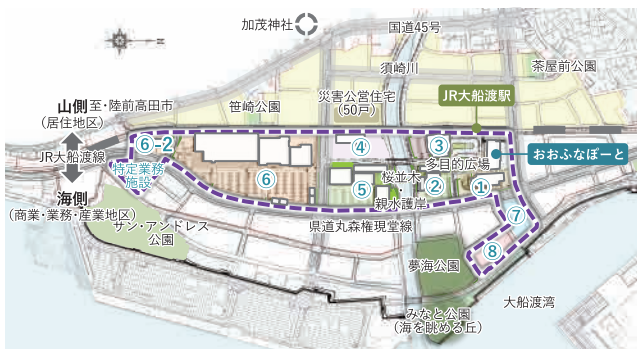 加茂神社
国道45号
須崎川
茶屋前公園
山側
至・陸前高田市
(居住地区)
笹崎公園
災害公営住宅
(50戸)
JR大船渡駅
⑥-2
④
③
JR大船渡線
多目的広場
おおふなぽーと
特定業務
施設
⑥
⑤
桜並木
・
親水護岸
②
①
海側
(商業・業務・産業地区)
⑦
サン・アンドレス
公園
県道丸森権現堂線
⑧
夢海公園
大船渡湾
みなと公園
(海を眺める丘)